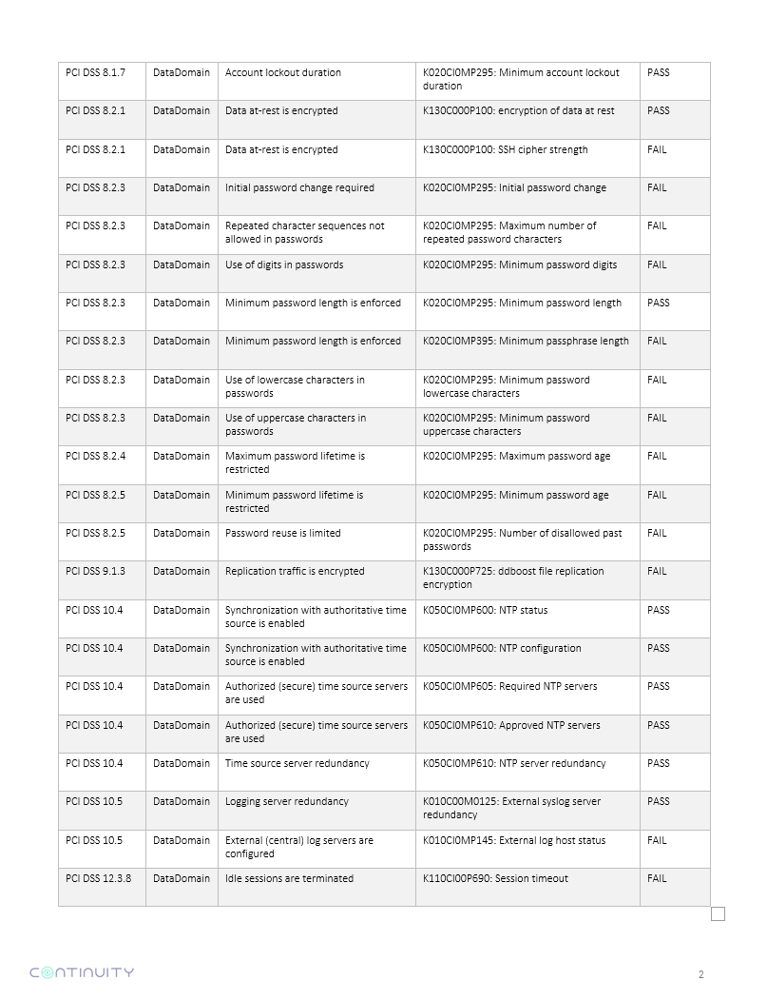 PCI DSS 8.1.7 DataDomain Account lockout duration K020CI0MP295: Minimum account lockout PASS
duration
PCI DSS 8.2.1 DataDomain Data at-rest is encrypted K130C000P100: encryption of data at rest PASS
PCI DSS 8.2.1 DataDomain Data at-rest is encrypted K130C000P100: SSH cipher strength FAIL
PCI DSS 8.2.3 DataDomain Initial password change required K020CI0MP295: Initial password change FAIL
PCI DSS 8.2.3 DataDomain Repeated character sequences not K020CI0MP295: Maximum number of FAIL
allowed in passwords repeated password characters
PCI DSS 8.2.3 DataDomain Use of digits in passwords K020CI0MP295: Minimum password digits FAIL
PCI DSS 8.2.3 DataDomain Minimum password length is enforced K020CI0MP295: Minimum password length PASS
PCI DSS 8.2.3 DataDomain Minimum password length is enforced K020CI0MP395: Minimum passphrase length FAIL
PCI DSS 8.2.3 DataDomain Use of lowercase characters in K020CI0MP295: Minimum password FAIL
passwords lowercase characters
PCI DSS 8.2.3 DataDomain Use of uppercase characters in K020CI0MP295: Minimum password FAIL
passwords uppercase characters
PCI DSS 8.2.4 DataDomain Maximum password lifetime is K020CI0MP295: Maximum password age FAIL
restricted
PCI DSS 8.2.5 DataDomain Minimum password lifetime is K020CI0MP295: Minimum password age FAIL
restricted
PCI DSS 8.2.5 DataDomain Password reuse is limited K020CI0MP295: Number of disallowed past FAIL
passwords
PCI DSS 9.1.3 DataDomain Replication traffic is encrypted K130C000P725: ddboost file replication FAIL
encryption
PCI DSS 10.4 DataDomain Synchronization with authoritative time K050CI0MP600: NTP status PASS
source is enabled
PCI DSS 10.4 DataDomain Synchronization with authoritative time K050CI0MP600: NTP configuration PASS
source is enabled
PCI DSS 10.4 DataDomain Authorized (secure) time source servers K050CI0MP605: Required NTP servers PASS
are used
PCI DSS 10.4 DataDomain Authorized (secure) time source servers K050CI0MP610: Approved NTP servers PASS
are used
PCI DSS 10.4 DataDomain Time source server redundancy K050CI0MP610: NTP server redundancy PASS
PCI DSS 10.5 DataDomain Logging server redundancy K010C00M0125: External syslog server PASS
redundancy
PCI DSS 10.5 DataDomain External (central) log servers are K010CI0MP145: External log host status FAIL
configured
PCI DSS 12.3.8 DataDomain Idle sessions are terminated K110CI00P690: Session timeout FAIL
CONTINUITY 2